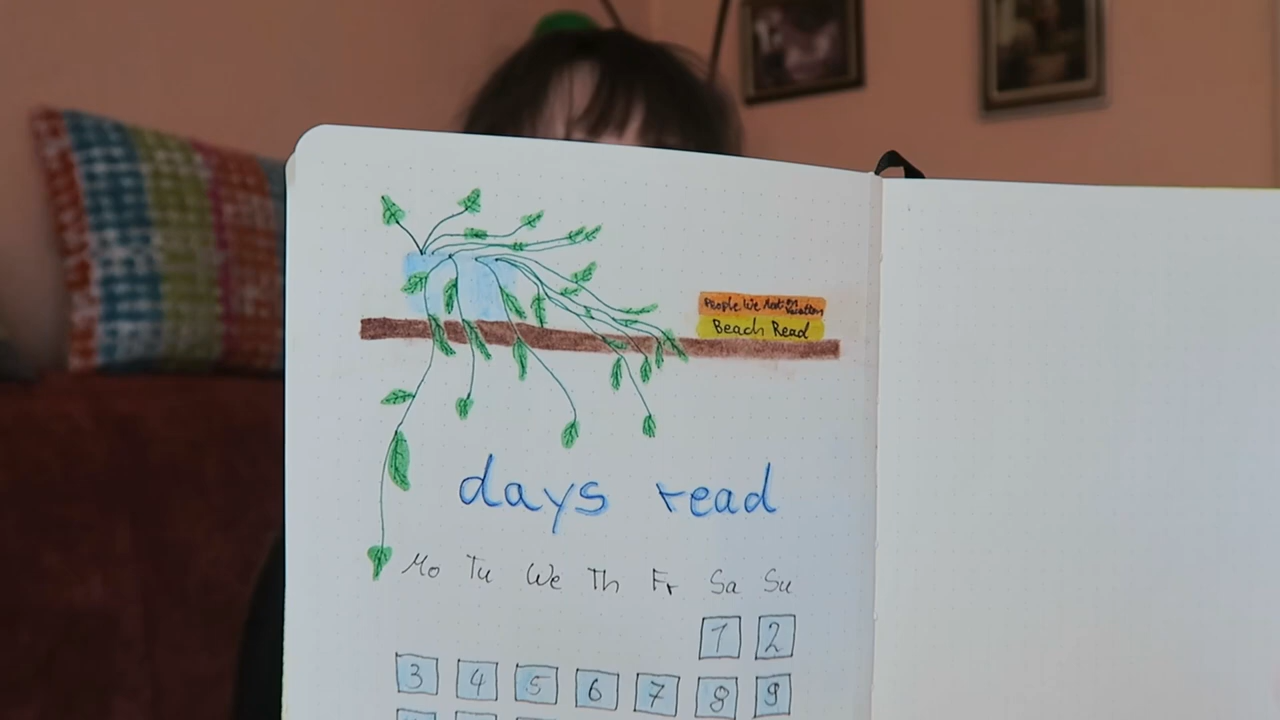 People We Meet on Vacation
Beach Read
days read
Mo Tu We Th Fr Sa Su
1 2
3 4 5 6 7 8 9